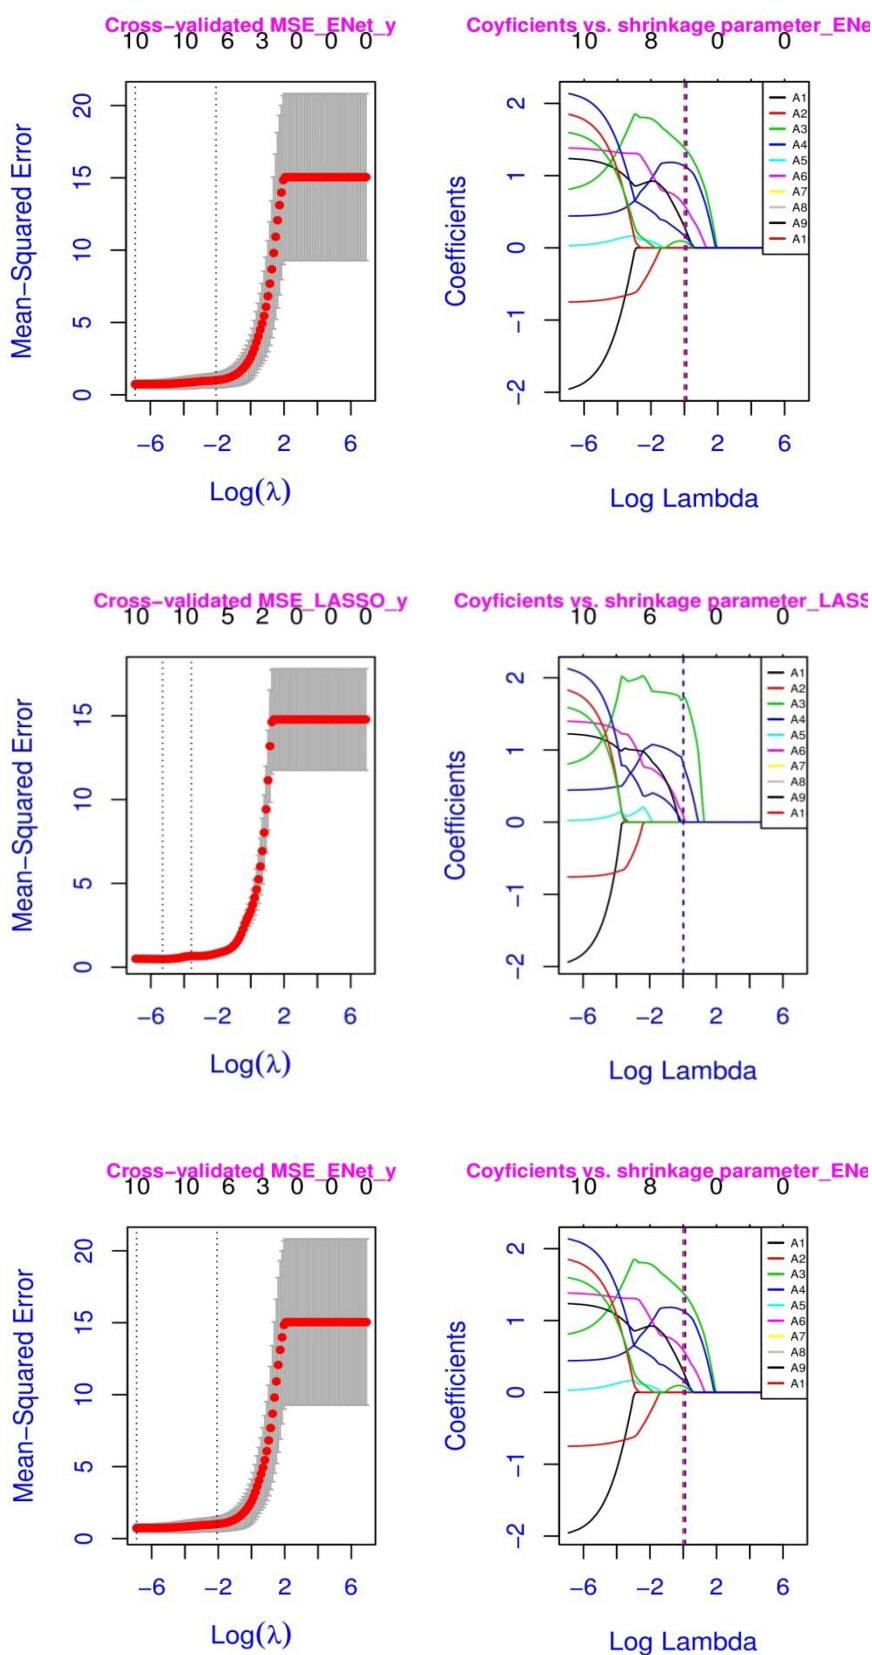 Cross-validated MSE_ENet_y
10 10 6 3 0 0 0
Mean-Squared Error
20
15
10
5
0
-6 -2 2 6
Log(λ)
Coyficients vs. shrinkage parameter_ENe
10 8 0 0
Coefficients
2
1
0
-1
-2
A1
A2
A3
A4
A5
A6
A7
A8
A9
A1
-6 -2 2 6
Log Lambda
Cross-validated MSE_LASSO_y
10 10 5 2 0 0 0
Mean-Squared Error
15
10
5
0
-6 -2 2 6
Log(λ)
Coyficients vs. shrinkage parameter_LASS
10 6 0 0
Coefficients
2
1
0
-1
-2
A1
A2
A3
A4
A5
A6
A7
A8
A9
A1
-6 -2 2 6
Log Lambda
Cross-validated MSE_ENet_y
10 10 6 3 0 0 0
Mean-Squared Error
20
15
10
5
0
-6 -2 2 6
Log(λ)
Coyficients vs. shrinkage parameter_ENe
10 8 0 0
Coefficients
2
1
0
-1
-2
A1
A2
A3
A4
A5
A6
A7
A8
A9
A1
-6 -2 2 6
Log Lambda